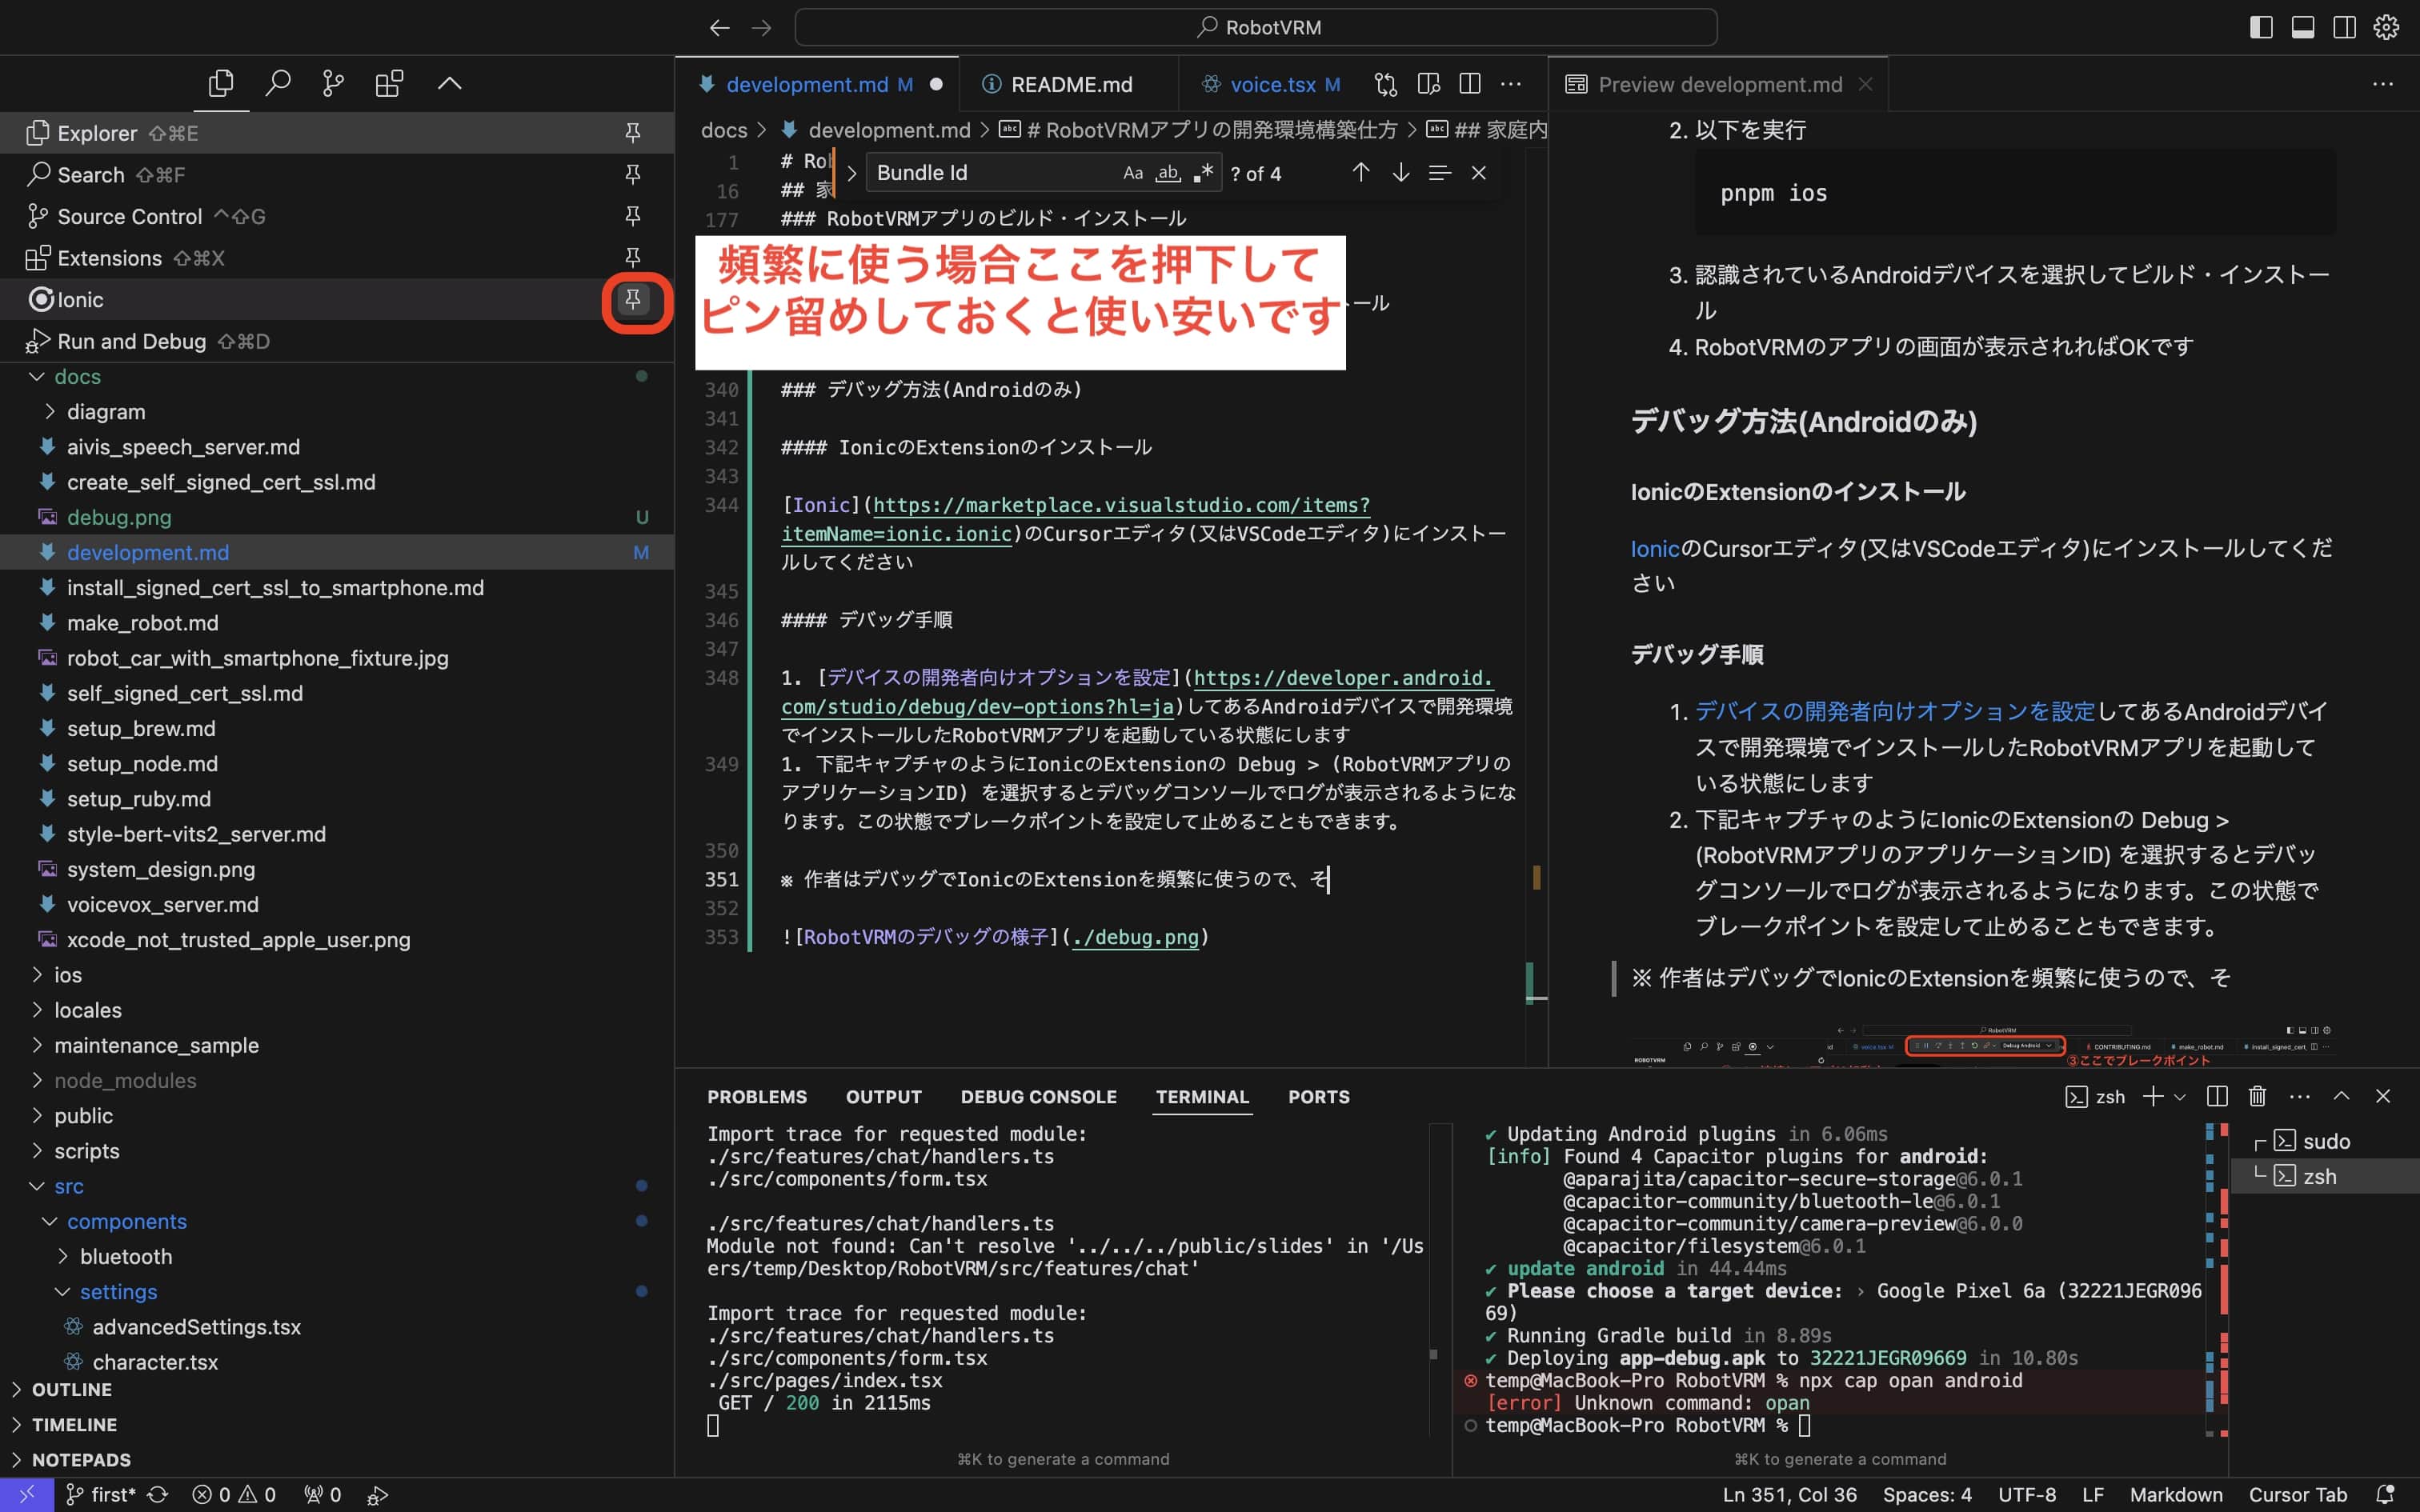 RobotVRM
Explorer ⇧⌘E
Search ⇧⌘F
Source Control ⌃⇧G
Extensions ⇧⌘X
Ionic
Run and Debug ⇧⌘D
docs
diagram
aivis_speech_server.md
create_self_signed_cert_ssl.md
debug.png U
development.md M
install_signed_cert_ssl_to_smartphone.md
make_robot.md
robot_car_with_smartphone_fixture.jpg
self_signed_cert_ssl.md
setup_brew.md
setup_node.md
setup_ruby.md
style-bert-vits2_server.md
system_design.png
voicevox_server.md
xcode_not_trusted_apple_user.png
ios
locales
maintenance_sample
node_modules
public
scripts
src
components
bluetooth
settings
advancedSettings.tsx
character.tsx
OUTLINE
TIMELINE
NOTEPADS
development.md M
README.md
voice.tsx M
docs > development.md > # RobotVRMアプリの開発環境構築仕方 > ## 家庭内
Bundle Id Aa ab ? of 4
1 # Ro
16 ## 家
177 ### RobotVRMアプリのビルド・インストール
頻繁に使う場合ここを押下して
ピン留めしておくと使い安いです
ール
340 ### デバッグ方法(Androidのみ)
341
342 #### IonicのExtensionのインストール
343
344 [Ionic](https://marketplace.visualstudio.com/items?
itemName=ionic.ionic)のCursorエディタ(又はVSCodeエディタ)にインストー
ルしてください
345
346 #### デバッグ手順
347
348 1. [デバイスの開発者向けオプションを設定](https://developer.android.
com/studio/debug/dev-options?hl=ja)してあるAndroidデバイスで開発環境
でインストールしたRobotVRMアプリを起動している状態にします
349 1. 下記キャプチャのようにIonicのExtensionの Debug > (RobotVRMアプリの
アプリケーションID) を選択するとデバッグコンソールでログが表示されるようにな
ります。この状態でブレークポイントを設定して止めることもできます。
350
351 ※ 作者はデバッグでIonicのExtensionを頻繁に使うので、そ
352
353 ![RobotVRMのデバッグの様子](./debug.png)
Preview development.md
2. 以下を実行
pnpm ios
3. 認識されているAndroidデバイスを選択してビルド・インストー
ル
4. RobotVRMのアプリの画面が表示されればOKです
デバッグ方法(Androidのみ)
IonicのExtensionのインストール
IonicのCursorエディタ(又はVSCodeエディタ)にインストールしてくだ
さい
デバッグ手順
1. デバイスの開発者向けオプションを設定してあるAndroidデバイ
スで開発環境でインストールしたRobotVRMアプリを起動して
いる状態にします
2. 下記キャプチャのようにIonicのExtensionの Debug >
(RobotVRMアプリのアプリケーションID) を選択するとデバッ
グコンソールでログが表示されるようになります。この状態で
ブレークポイントを設定して止めることもできます。
※ 作者はデバッグでIonicのExtensionを頻繁に使うので、そ
RobotVRM
ROBOTVRM
voice.tsx M
Debug Android
CONTRIBUTING.md
make_robot.md
install_signed_cert_
③ここでブレークポイント
PROBLEMS OUTPUT DEBUG CONSOLE TERMINAL PORTS
zsh
Import trace for requested module:
./src/features/chat/handlers.ts
./src/components/form.tsx
./src/features/chat/handlers.ts
Module not found: Can't resolve '../../../public/slides' in '/Us
ers/temp/Desktop/RobotVRM/src/features/chat'
Import trace for requested module:
./src/features/chat/handlers.ts
./src/components/form.tsx
./src/pages/index.tsx
GET / 200 in 2115ms
⌘K to generate a command
✔ Updating Android plugins in 6.06ms
[info] Found 4 Capacitor plugins for android:
@aparajita/capacitor-secure-storage@6.0.1
@capacitor-community/bluetooth-le@6.0.1
@capacitor-community/camera-preview@6.0.0
@capacitor/filesystem@6.0.1
✔ update android in 44.44ms
✔ Please choose a target device: › Google Pixel 6a (32221JEGR096
69)
✔ Running Gradle build in 8.89s
✔ Deploying app-debug.apk to 32221JEGR09669 in 10.80s
temp@MacBook-Pro RobotVRM % npx cap opan android
[error] Unknown command: opan
temp@MacBook-Pro RobotVRM %
⌘K to generate a command
sudo
zsh
first* 0 0 0
Ln 351, Col 36 Spaces: 4 UTF-8 LF Markdown Cursor Tab